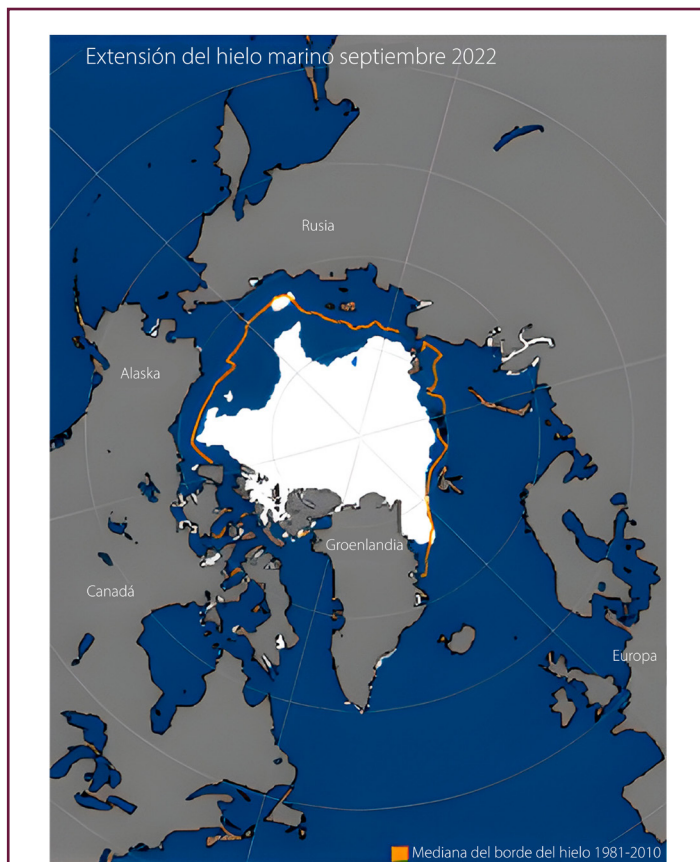 Extensión del hielo marino septiembre 2022
Rusia
Alaska
Groenlandia
Canadá
Europa
Mediana del borde del hielo 1981-2010